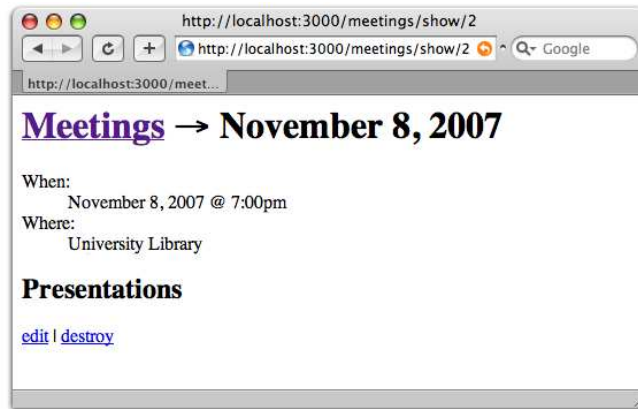 http://localhost:3000/meetings/show/2
http://localhost:3000/meetings/show/2
Google
http://localhost:3000/meet...
Meetings → November 8, 2007
When:
November 8, 2007 @ 7:00pm
Where:
University Library
Presentations
edit | destroy